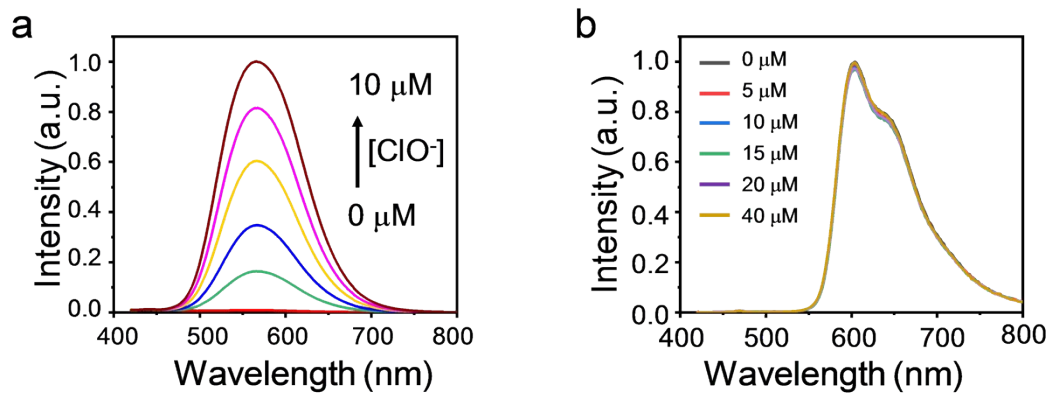 a
Intensity (a.u.)
1.0
0.8
0.6
0.4
0.2
0.0
10 μM
[ClO⁻]
0 μM
400 500 600 700 800
Wavelength (nm)
b
Intensity (a.u.)
1.0
0.8
0.6
0.4
0.2
0.0
0 μM
5 μM
10 μM
15 μM
20 μM
40 μM
400 500 600 700 800
Wavelength (nm)